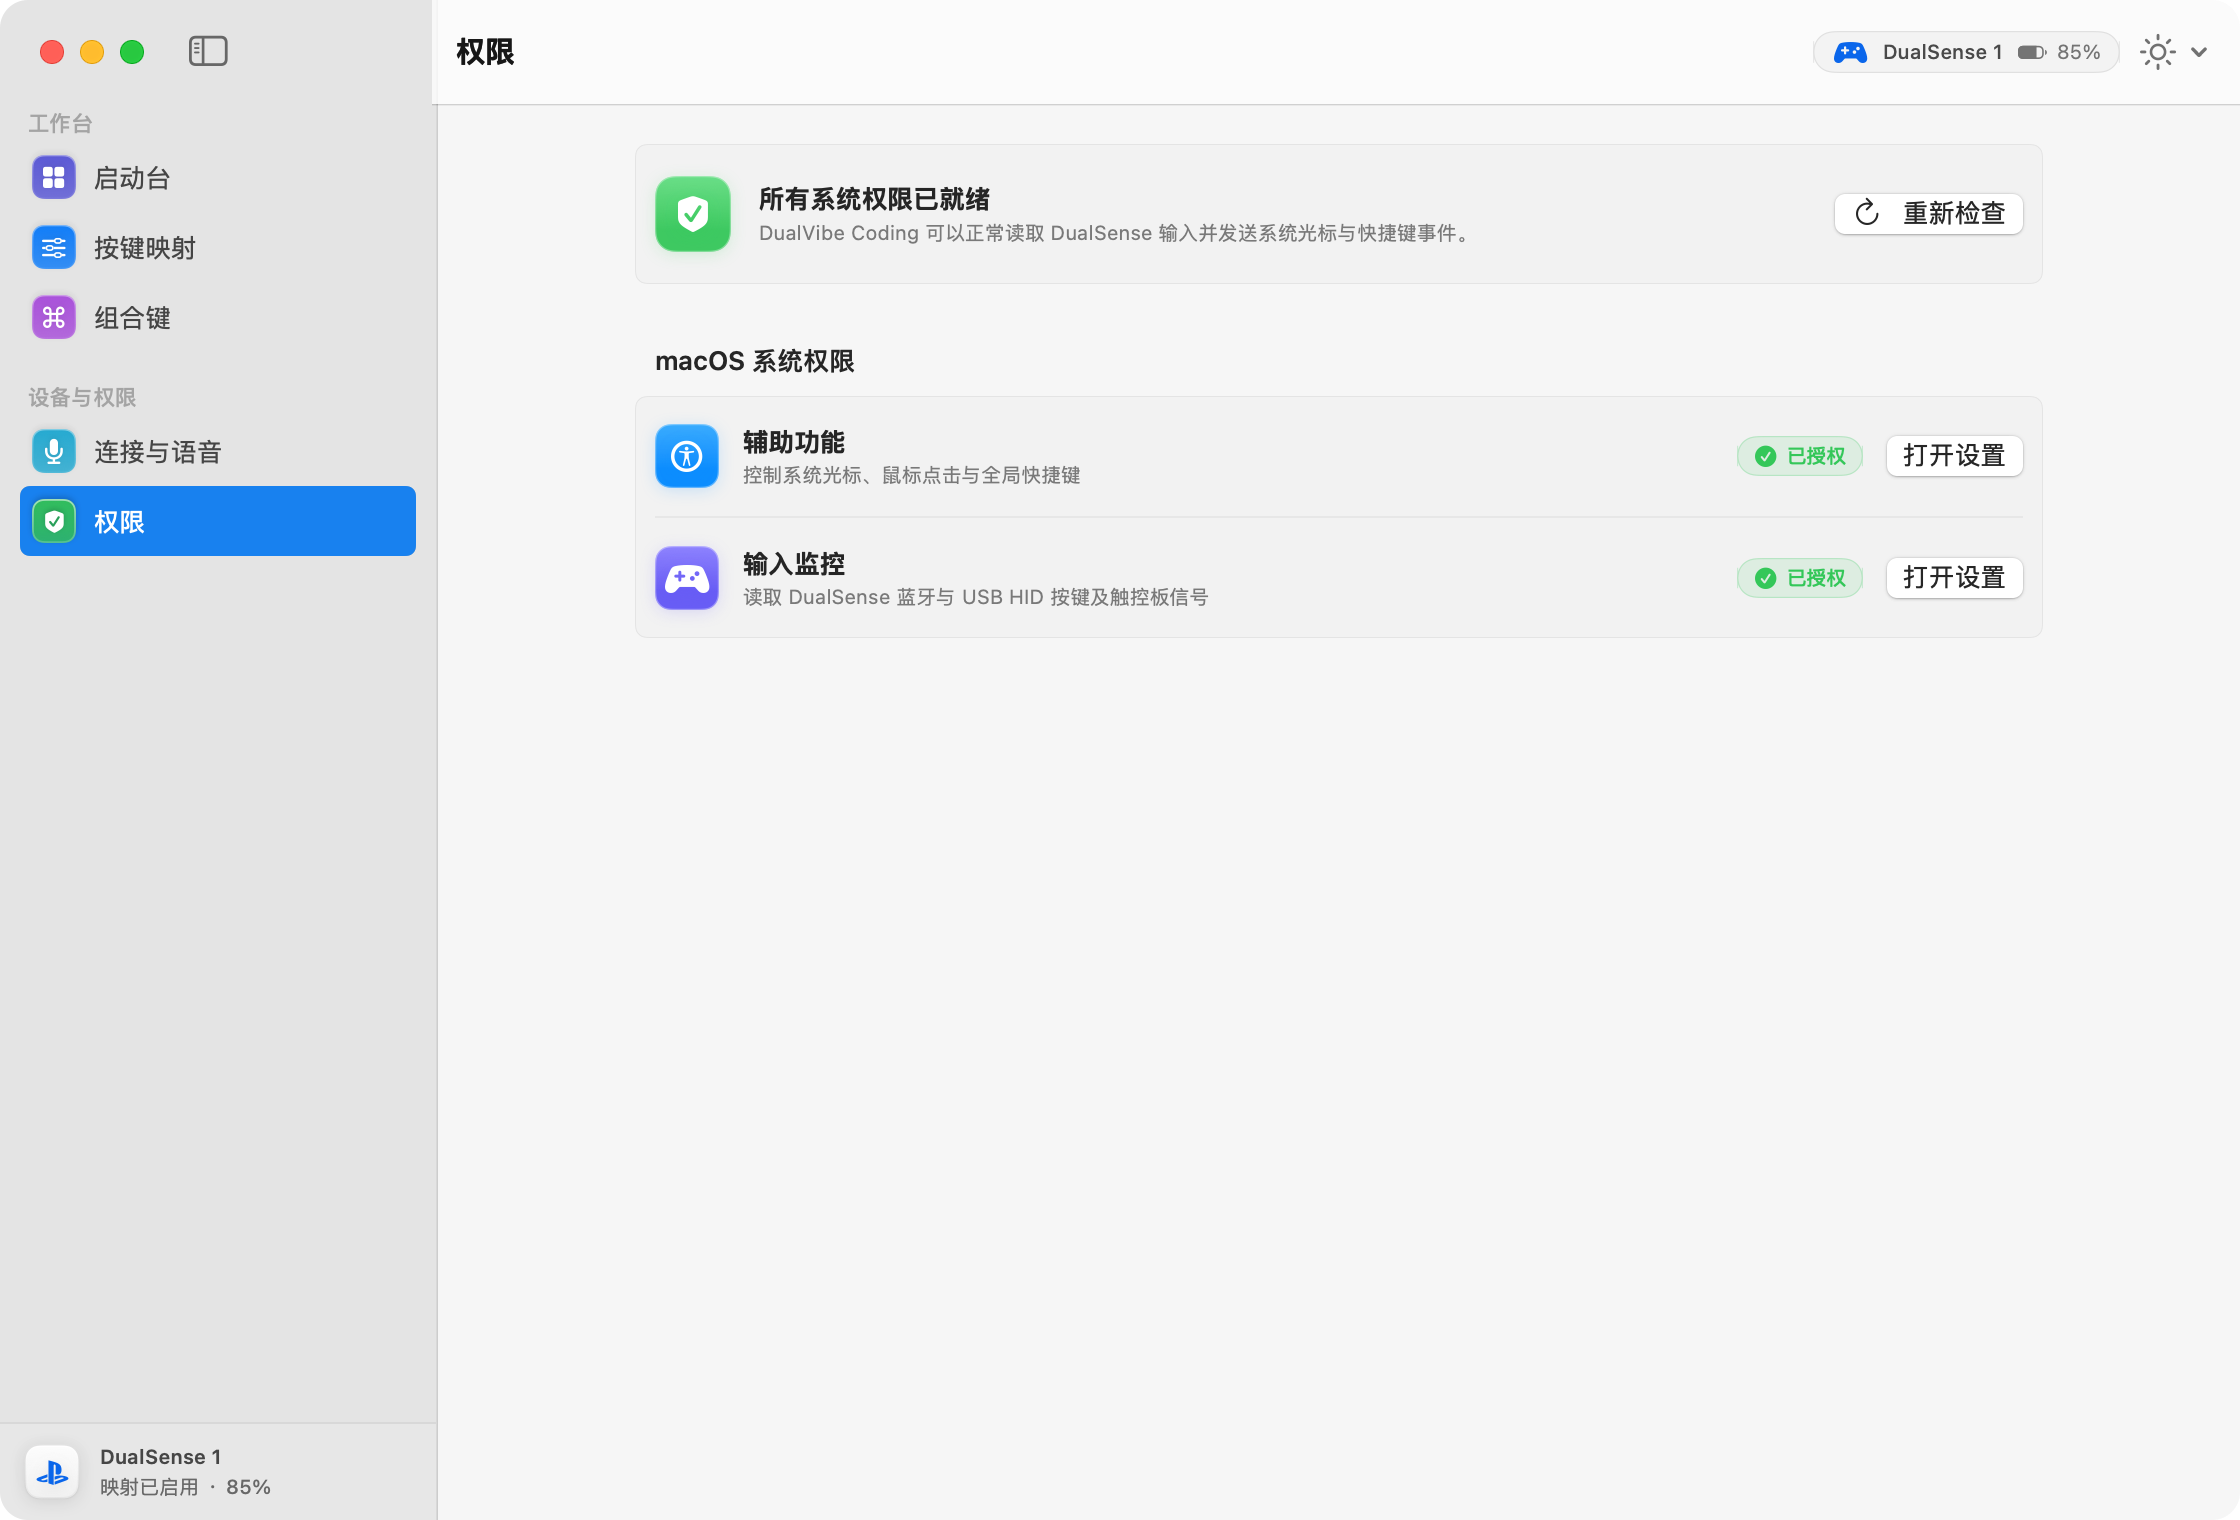 权限
DualSense 1 85%
工作台
启动台
按键映射
组合键
设备与权限
连接与语音
权限
所有系统权限已就绪
DualVibe Coding 可以正常读取 DualSense 输入并发送系统光标与快捷键事件。
重新检查
macOS 系统权限
辅助功能
控制系统光标、鼠标点击与全局快捷键
已授权
打开设置
输入监控
读取 DualSense 蓝牙与 USB HID 按键及触控板信号
已授权
打开设置
DualSense 1
映射已启用 · 85%